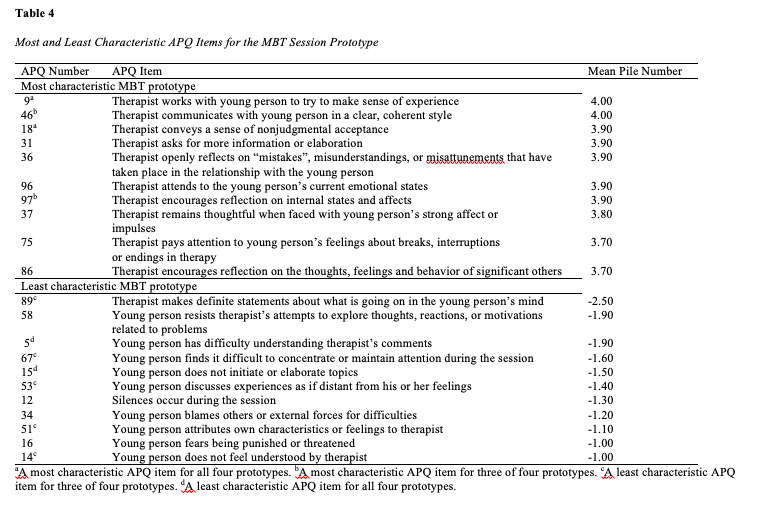 Table 4
Most and Least Characteristic APQ Items for the MBT Session Prototype
APQ Number APQ Item Mean Pile Number
Most characteristic MBT prototype
9a Therapist works with young person to try to make sense of experience 4.00
46b Therapist communicates with young person in a clear, coherent style 4.00
18a Therapist conveys a sense of nonjudgmental acceptance 3.90
31 Therapist asks for more information or elaboration 3.90
36 Therapist openly reflects on “mistakes”, misunderstandings, or misattunements that have 3.90
taken place in the relationship with the young person
96 Therapist attends to the young person’s current emotional states 3.90
97b Therapist encourages reflection on internal states and affects 3.90
37 Therapist remains thoughtful when faced with young person’s strong affect or 3.80
impulses
75 Therapist pays attention to young person’s feelings about breaks, interruptions 3.70
or endings in therapy
86 Therapist encourages reflection on the thoughts, feelings and behavior of significant others 3.70
Least characteristic MBT prototype
89c Therapist makes definite statements about what is going on in the young person’s mind -2.50
58 Young person resists therapist’s attempts to explore thoughts, reactions, or motivations -1.90
related to problems
5d Young person has difficulty understanding therapist’s comments -1.90
67c Young person finds it difficult to concentrate or maintain attention during the session -1.60
15d Young person does not initiate or elaborate topics -1.50
53c Young person discusses experiences as if distant from his or her feelings -1.40
12 Silences occur during the session -1.30
34 Young person blames others or external forces for difficulties -1.20
51c Young person attributes own characteristics or feelings to therapist -1.10
16 Young person fears being punished or threatened -1.00
14c Young person does not feel understood by therapist -1.00
aA most characteristic APQ item for all four prototypes. bA most characteristic APQ item for three of four prototypes. cA least characteristic APQ
item for three of four prototypes. dA least characteristic APQ item for all four prototypes.